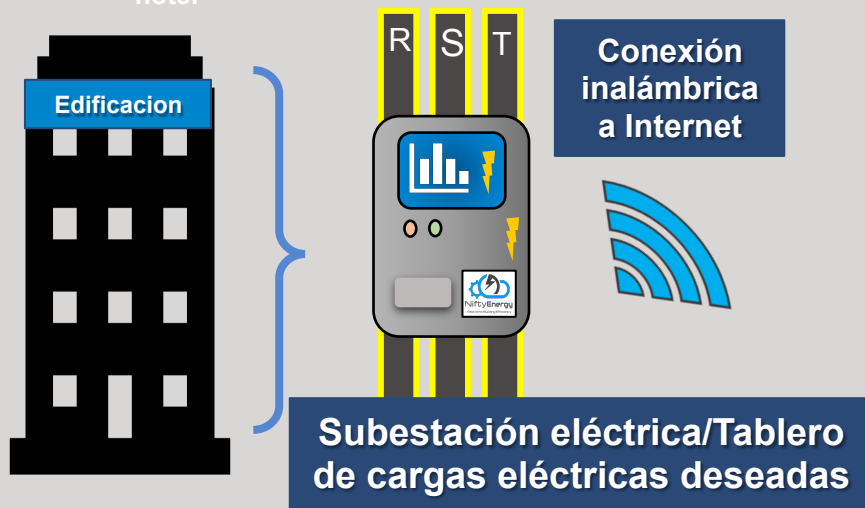 R S T
Conexión
inalámbrica
a Internet
Edificacion
NiftyEnergy
Subestación eléctrica/Tablero
de cargas eléctricas deseadas